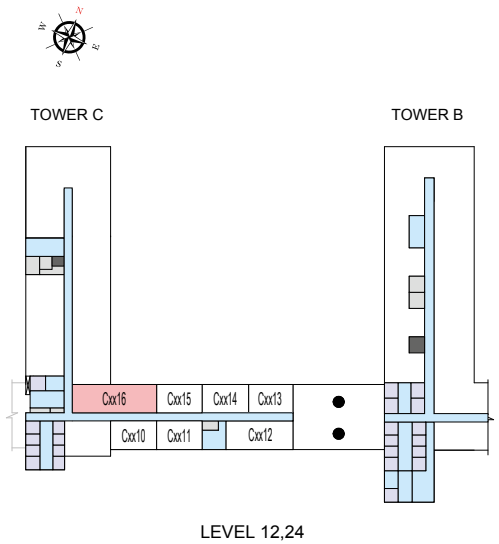 N
W
E
S
TOWER C
TOWER B
Cxx16
Cxx15
Cxx14
Cxx13
Cxx10
Cxx11
Cxx12
LEVEL 12,24